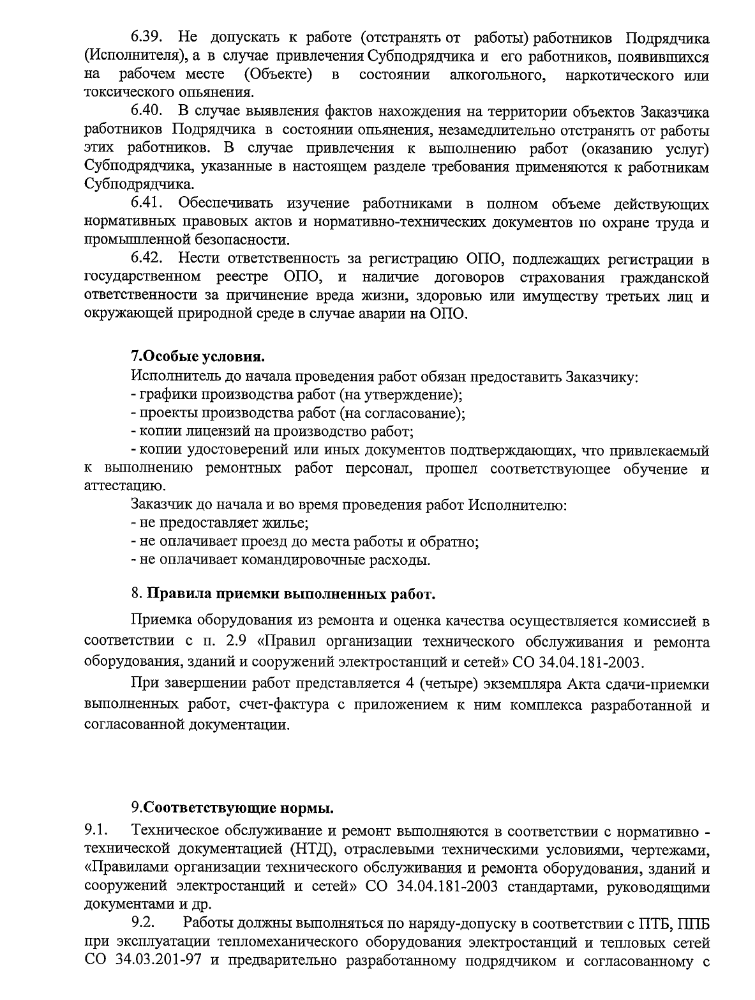 6.39. Не допускать к работе (отстранять от работы) работников Подрядчика
(Исполнителя), а в случае привлечения Субподрядчика и его работников, появившихся
на рабочем месте (Объекте) в состоянии алкогольного, наркотического или
токсического опьянения.
6.40. В случае выявления фактов нахождения на территории объектов Заказчика
работников Подрядчика в состоянии опьянения, незамедлительно отстранять от работы
этих работников. В случае привлечения к выполнению работ (оказанию услуг)
Субподрядчика, указанные в настоящем разделе требования применяются к работникам
Субподрядчика.
6.41. Обеспечивать изучение работниками в полном объеме действующих
нормативных правовых актов и нормативно-технических документов по охране труда и
промышленной безопасности.
6.42. Нести ответственность за регистрацию ОПО, подлежащих регистрации в
государственном реестре ОПО, и наличие договоров страхования гражданской
ответственности за причинение вреда жизни, здоровью или имуществу третьих лиц и
окружающей природной среде в случае аварии на ОПО.
7.Особые условия.
Исполнитель до начала проведения работ обязан предоставить Заказчику:
- графики производства работ (на утверждение);
- проекты производства работ (на согласование);
- копии лицензий на производство работ;
- копии удостоверений или иных документов подтверждающих, что привлекаемый
к выполнению ремонтных работ персонал, прошел соответствующее обучение и
аттестацию.
Заказчик до начала и во время проведения работ Исполнителю:
- не предоставляет жилье;
- не оплачивает проезд до места работы и обратно;
- не оплачивает командировочные расходы.
8. Правила приемки выполненных работ.
Приемка оборудования из ремонта и оценка качества осуществляется комиссией в
соответствии с п. 2.9 «Правил организации технического обслуживания и ремонта
оборудования, зданий и сооружений электростанций и сетей» СО 34.04.181-2003.
При завершении работ представляется 4 (четыре) экземпляра Акта сдачи-приемки
выполненных работ, счет-фактура с приложением к ним комплекса разработанной и
согласованной документации.
9.Соответствующие нормы.
9.1. Техническое обслуживание и ремонт выполняются в соответствии с нормативно -
технической документацией (НТД), отраслевыми техническими условиями, чертежами,
«Правилами организации технического обслуживания и ремонта оборудования, зданий и
сооружений электростанций и сетей» СО 34.04.181-2003 стандартами, руководящими
документами и др.
9.2. Работы должны выполняться по наряду-допуску в соответствии с ПТБ, ППБ
при эксплуатации тепломеханического оборудования электростанций и тепловых сетей
СО 34.03.201-97 и предварительно разработанному подрядчиком и согласованному с